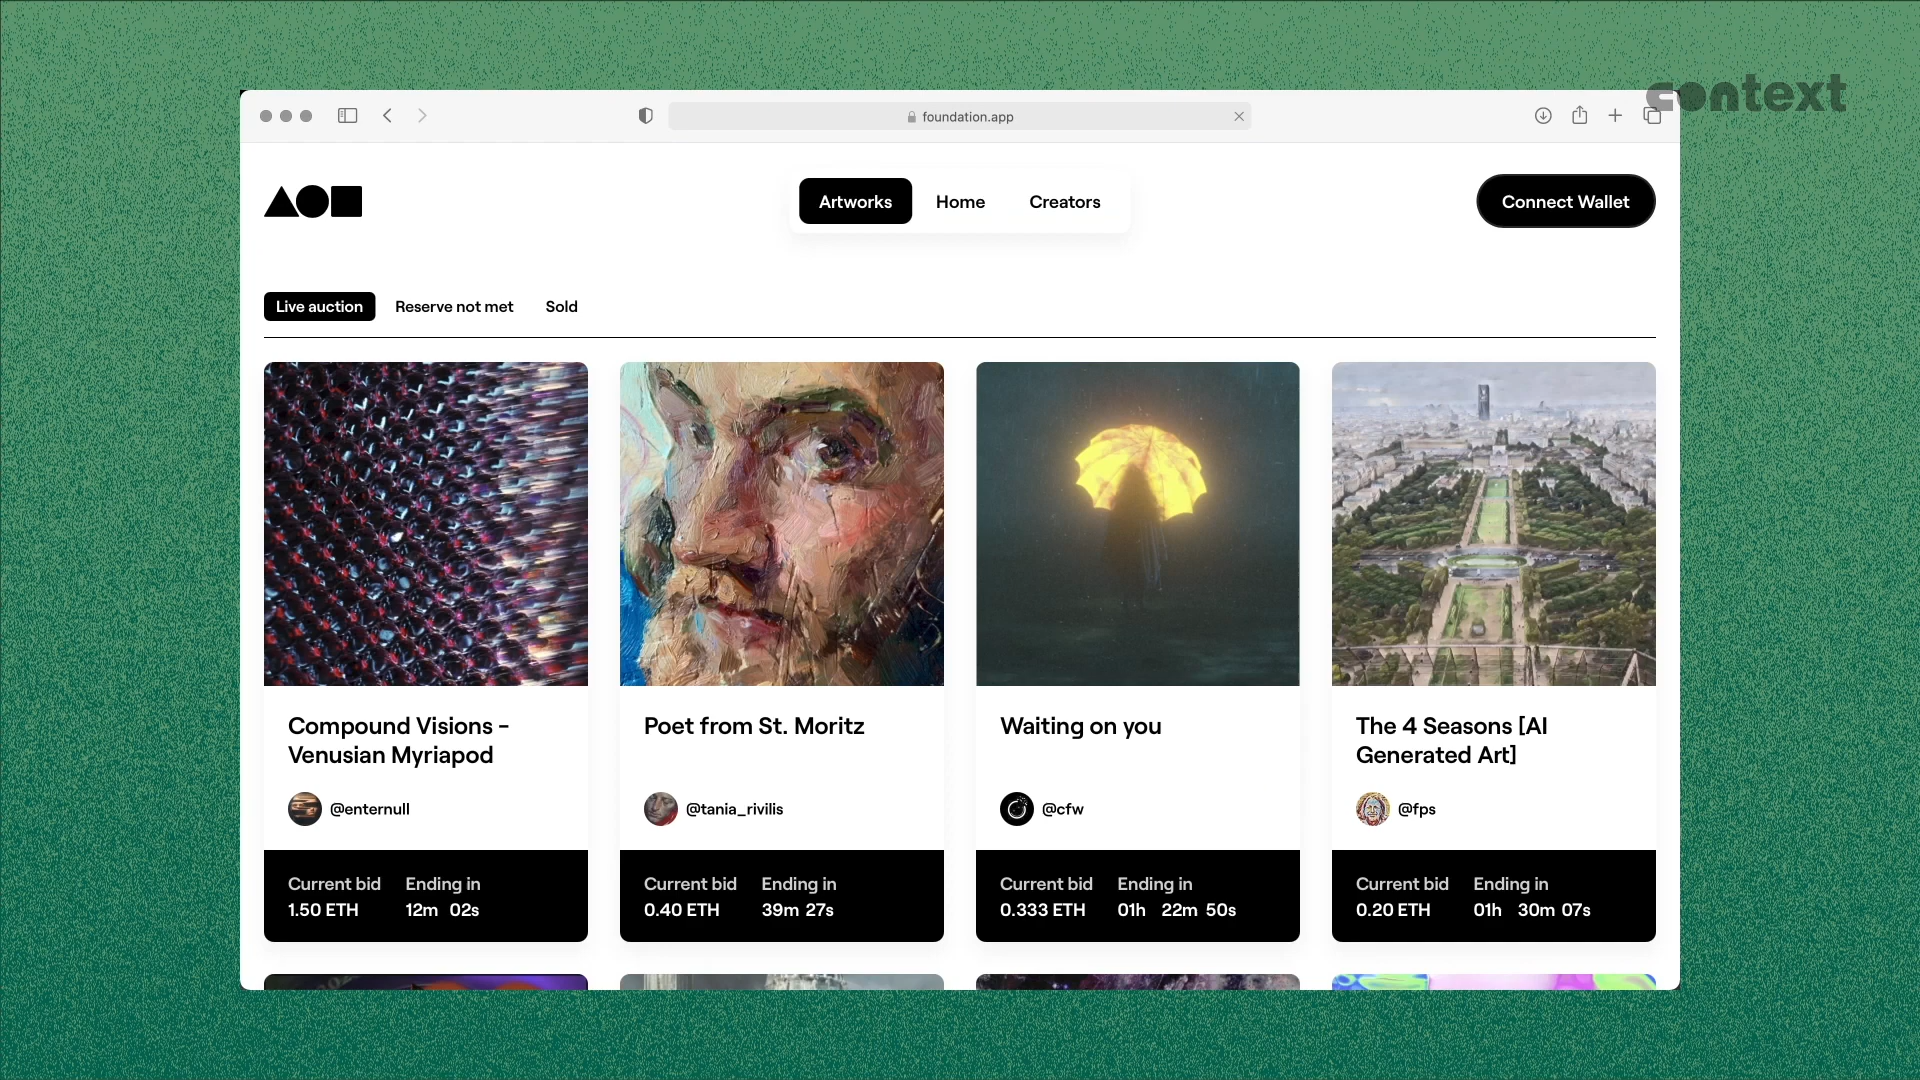 context
foundation.app
Artworks
Home
Creators
Connect Wallet
Live auction
Reserve not met
Sold
Compound Visions -
Venusian Myriapod
@enternull
Current bid
Ending in
1.50 ETH
12m 02s
Poet from St. Moritz
@tania_rivilis
Current bid
Ending in
0.40 ETH
39m 27s
Waiting on you
@cfw
Current bid
Ending in
0.333 ETH
01h 22m 50s
The 4 Seasons [AI
Generated Art]
@fps
Current bid
Ending in
0.20 ETH
01h 30m 07s